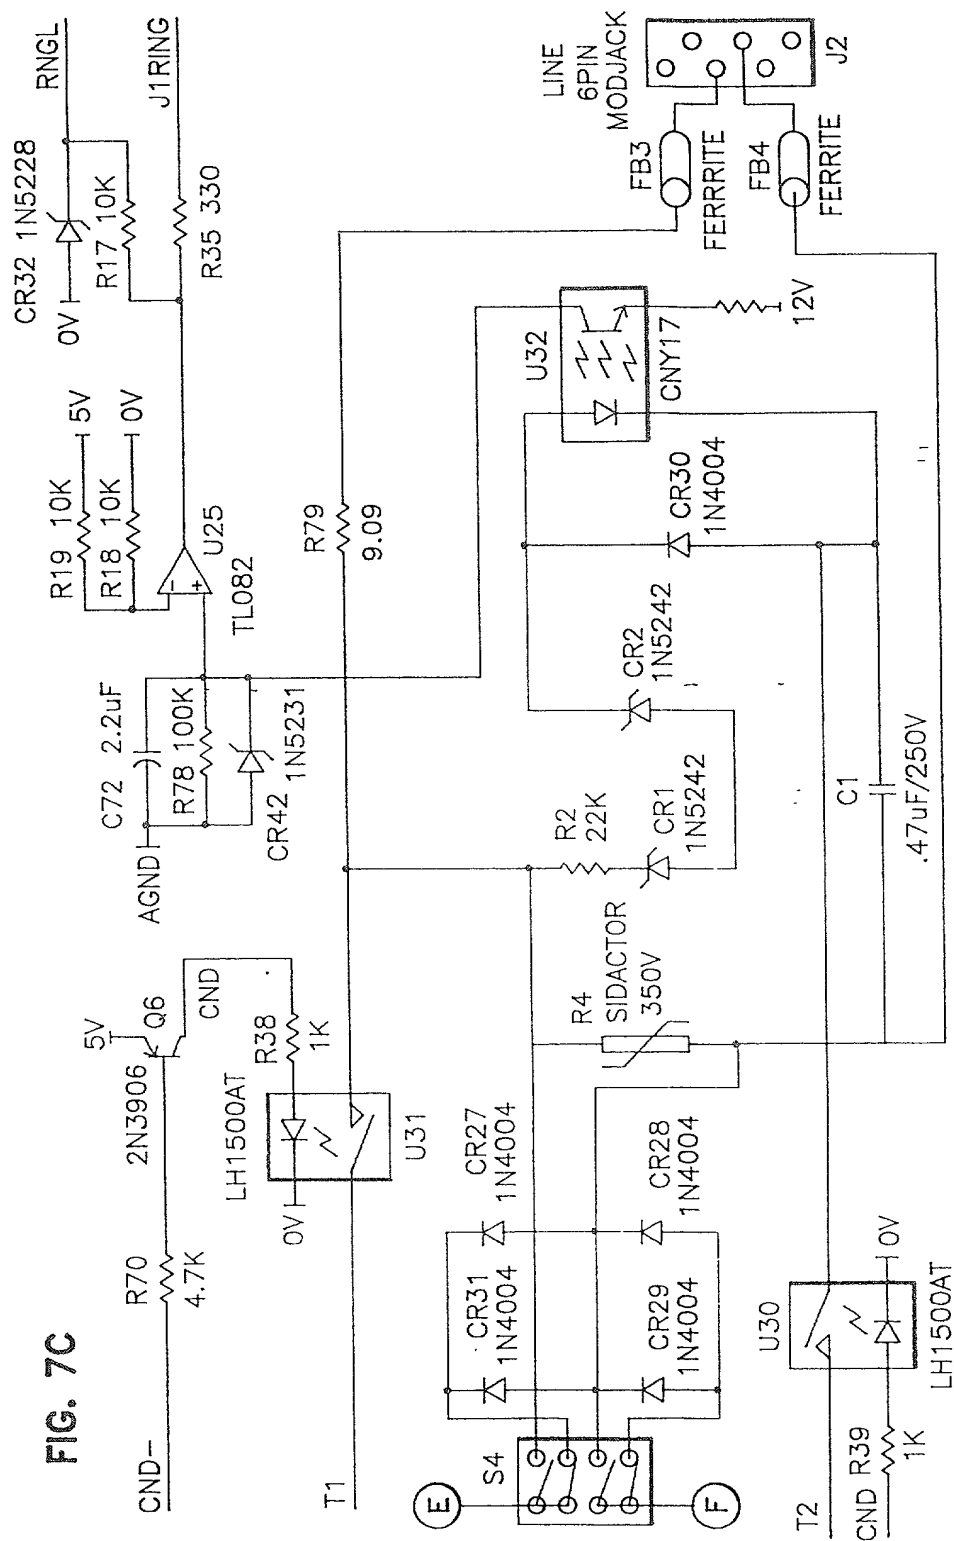 FIG. 7C
CND-
R70
4.7K
2N3906
5V
Q6
CND
R38
1K
LH1500AT
0V
U31
T1
AGND
C72 2.2uF
R78 100K
CR42
1N5231
R19 10K
5V
R18 10K
0V
U25
TL082
CR32 1N5228
0V
R17 10K
RNGL
J1RING
R35 330
R79
9.09
LINE
6PIN
MODJACK
J2
FB3
FERRRITE
FB4
FERRITE
U32
CNY17
12V
CR30
1N4004
CR2
1N5242
R2
22K
CR1
1N5242
C1
.47uF/250V
R4
SIDACTOR
350V
CR27
1N4004
CR31
1N4004
CR28
1N4004
CR29
1N4004
E
S4
F
T2
U30
0V
LH1500AT
CND R39
1K